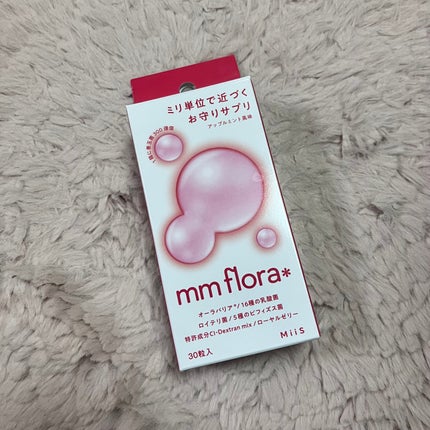 ミリ単位で近づく
お守りサプリ
アップルミント風味
mm flora*
オーラバリア®/16種の乳酸菌
ロイテリ菌/5種のビフィズス菌
特許成分CI-Dextran mix/ローヤルゼリー
30粒入
MiiS